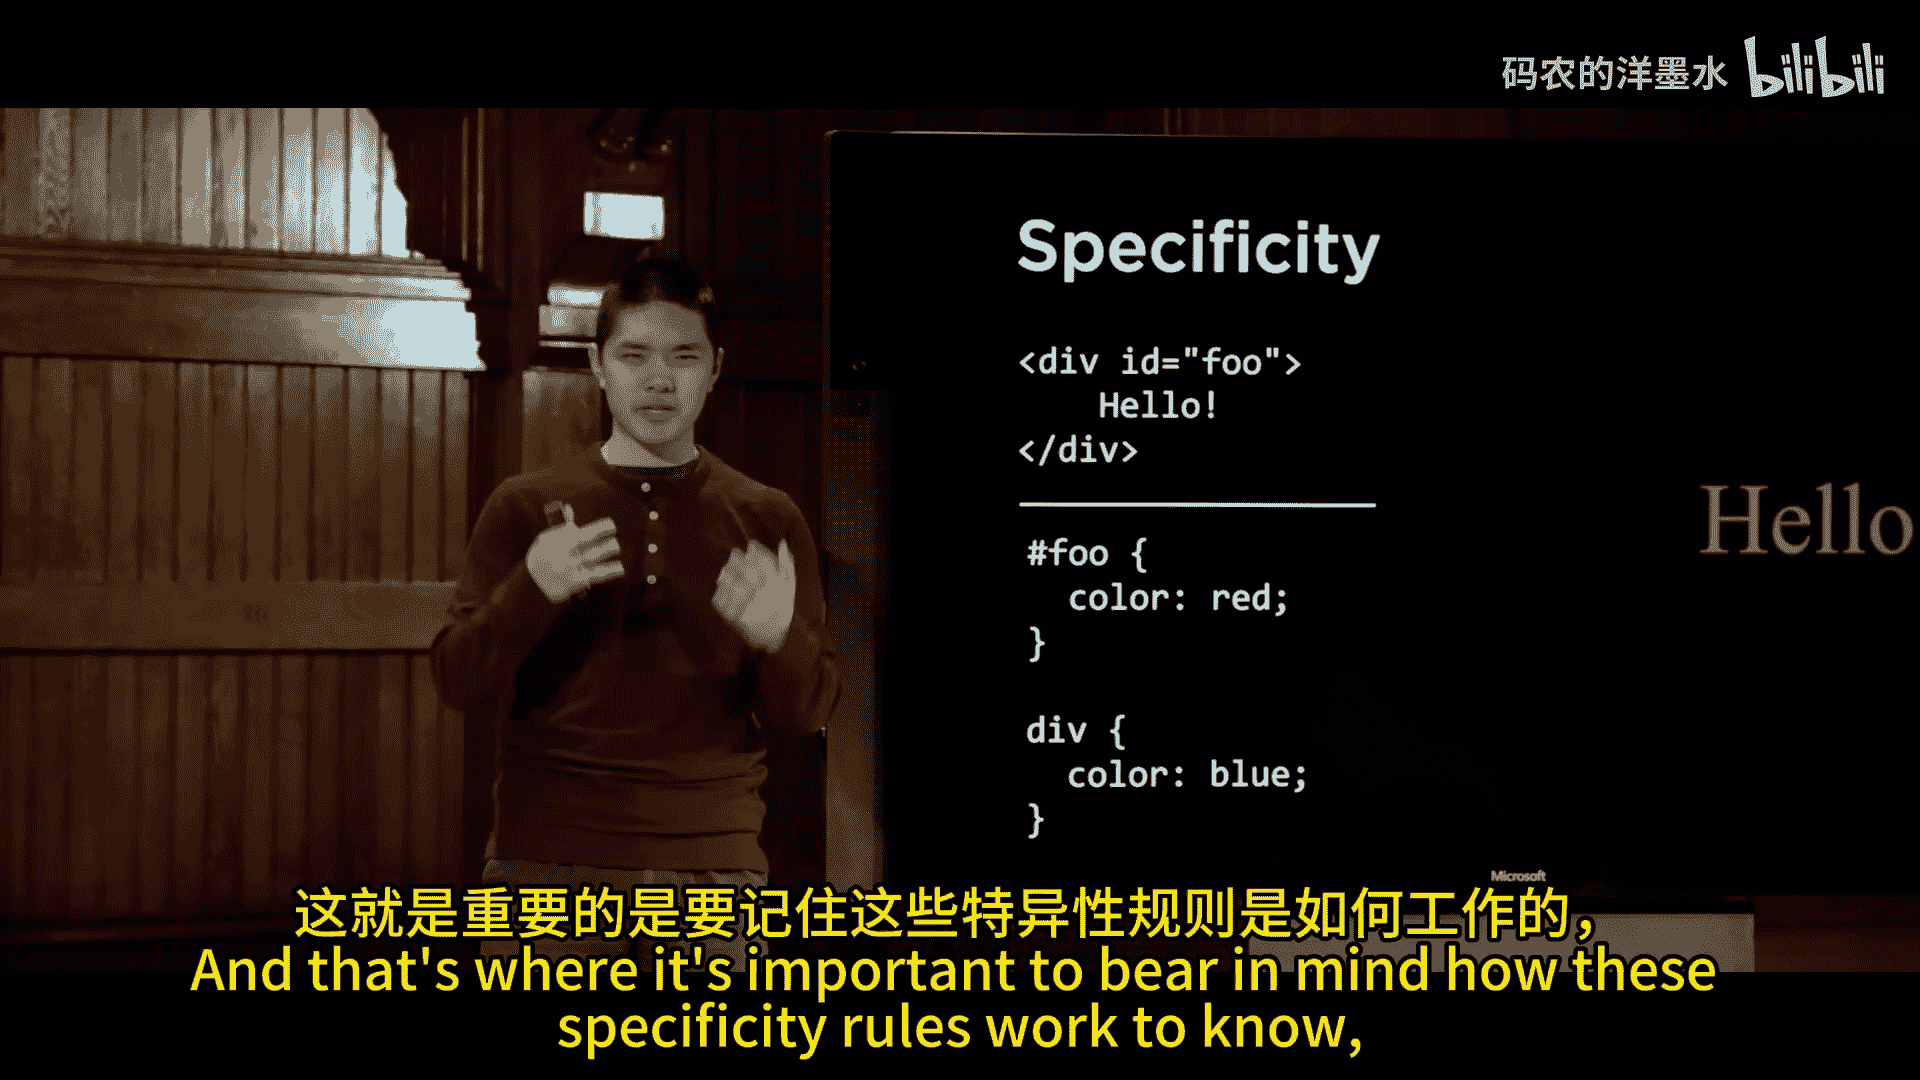 码农的洋墨水 bilibili
Specificity
<div id="foo">
Hello!
</div>
Hello
#foo {
color: red;
}
div {
color: blue;
}
Microsoft
这就是重要的是要记住这些特异性规则是如何工作的，
And that's where it's important to bear in mind how these
specificity rules work to know,